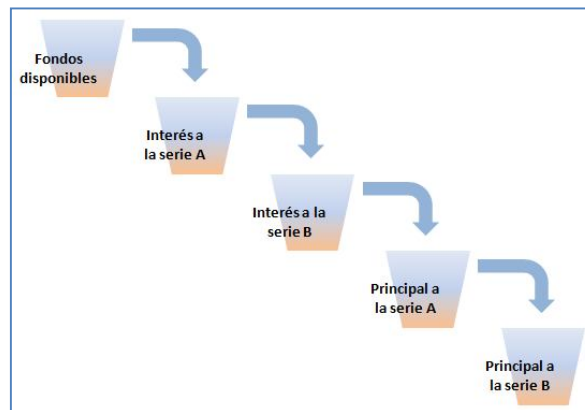 Fondos
disponibles
Interés a
la serie A
Interés a la
serie B
Principal a
la serie A
Principal a
la serie B